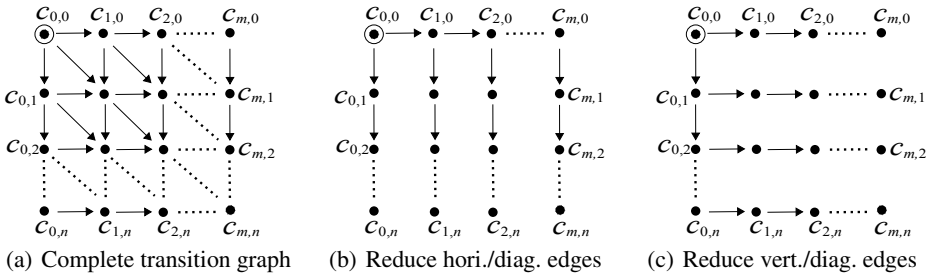 c0,0 c1,0 c2,0 cm,0 c0,0 c1,0 c2,0 cm,0 c0,0 c1,0 c2,0 cm,0
c0,1 cm,1 c0,1 cm,1 c0,1 cm,1
c0,2 cm,2 c0,2 cm,2 c0,2 cm,2
c0,n c1,n c2,n cm,n c0,n c1,n c2,n cm,n c0,n c1,n c2,n cm,n
(a) Complete transition graph (b) Reduce hori./diag. edges (c) Reduce vert./diag. edges